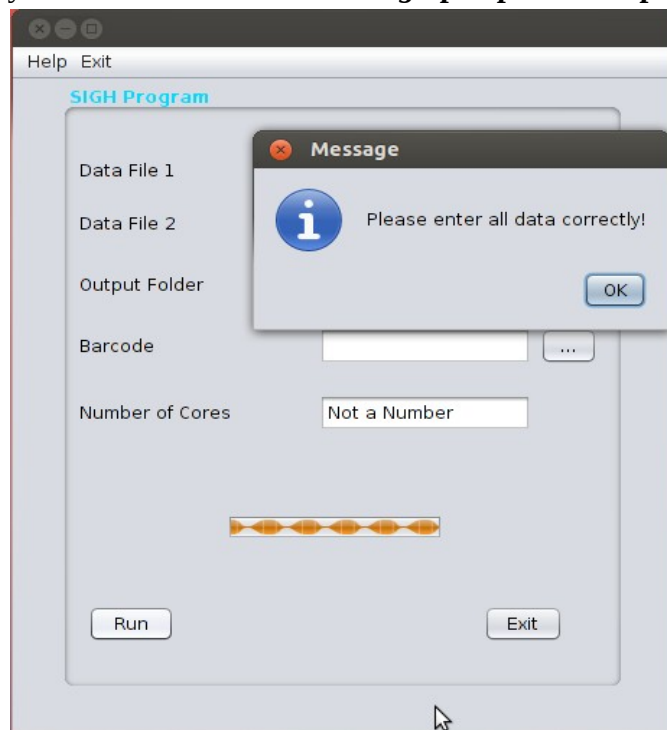 Help Exit
SIGH Program
Message
Data File 1
Please enter all data correctly!
Data File 2
Output Folder
OK
Barcode
...
Number of Cores
Not a Number
Run
Exit